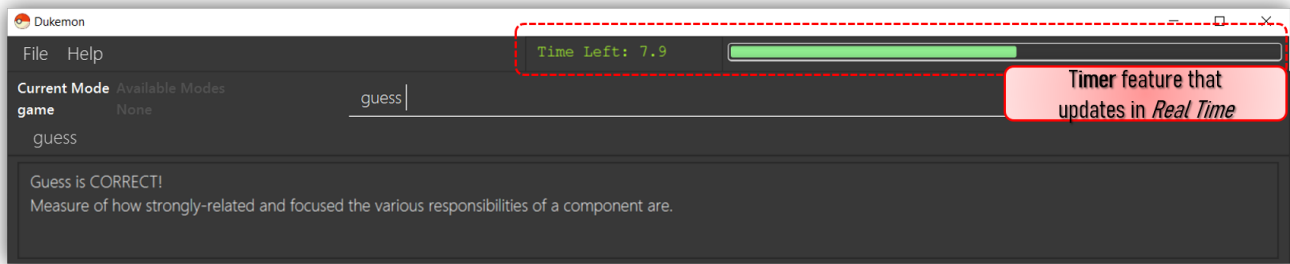 Dukemon
File Help
Time Left: 7.9
Current Mode Available Modes
game None
guess
Timer feature that
updates in Real Time
guess
Guess is CORRECT!
Measure of how strongly-related and focused the various responsibilities of a component are.